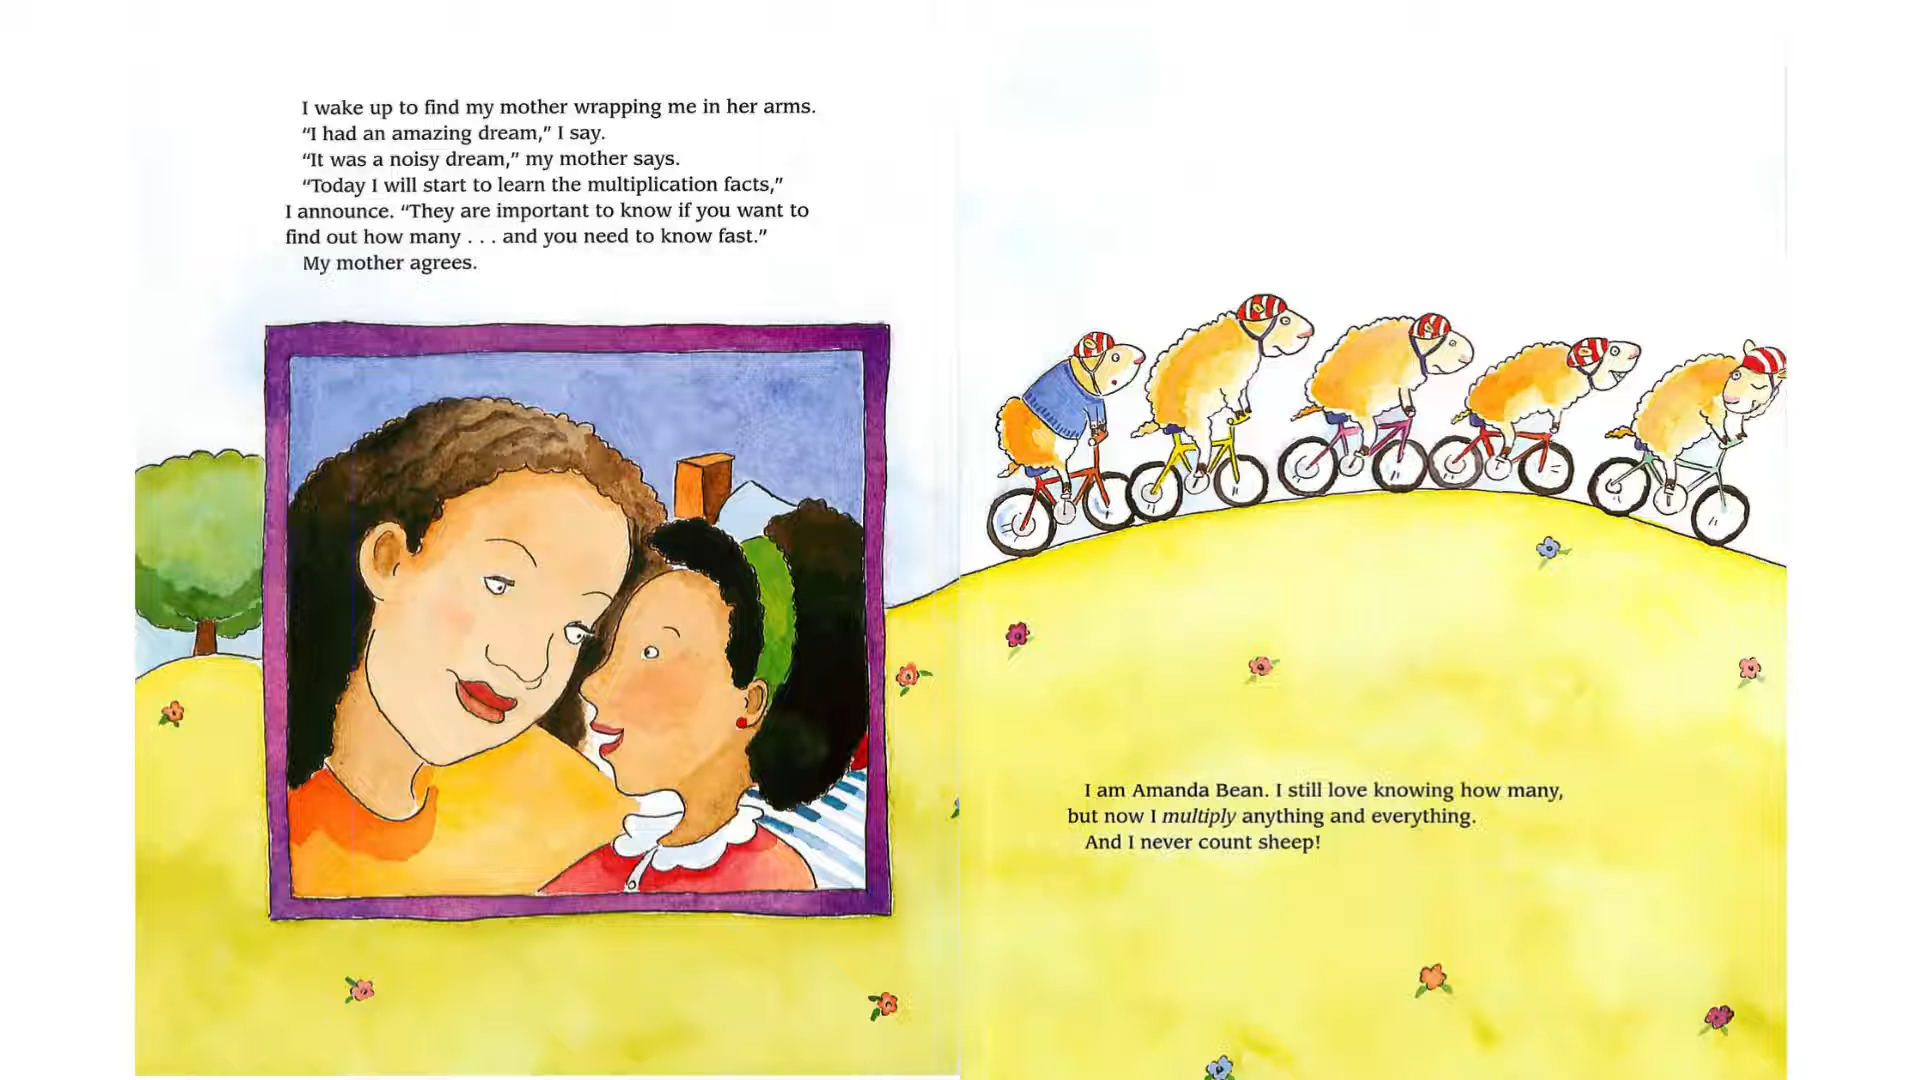 I wake up to find my mother wrapping me in her arms.
“I had an amazing dream,” I say.
“It was a noisy dream,” my mother says.
“Today I will start to learn the multiplication facts,”
I announce. “They are important to know if you want to
find out how many . . . and you need to know fast.”
My mother agrees.
I am Amanda Bean. I still love knowing how many,
but now I multiply anything and everything.
And I never count sheep!